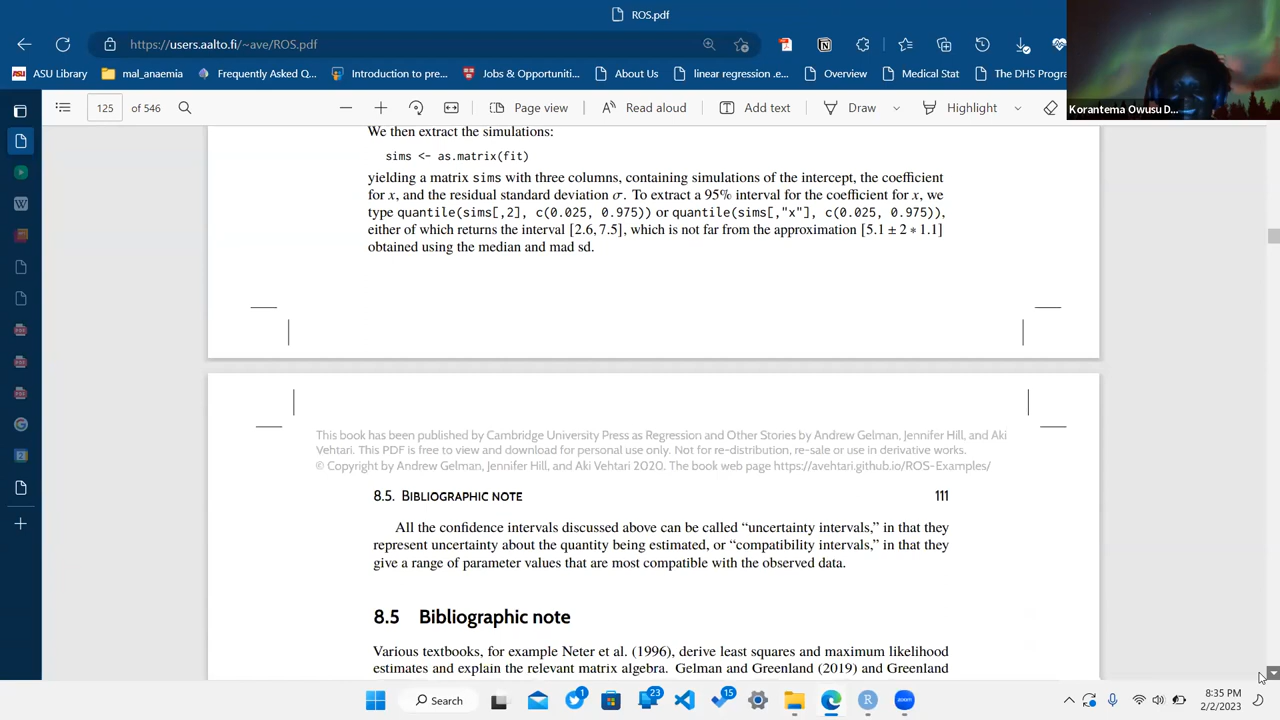 ROS.pdf
https://users.aalto.fi/~ave/ROS.pdf
ASU Library
mal_anaemia
Frequently Asked Q...
Introduction to pre...
Jobs & Opportuniti...
About Us
linear regression .e...
Overview
Medical Stat
The DHS Progra
Korantema Owusu D...
125 of 546
Page view
Read aloud
Add text
Draw
Highlight
We then extract the simulations:
sims <- as.matrix(fit)
yielding a matrix sims with three columns, containing simulations of the intercept, the coefficient
for x, and the residual standard deviation σ. To extract a 95% interval for the coefficient for x, we
type quantile(sims[,2], c(0.025, 0.975)) or quantile(sims[,"x"], c(0.025, 0.975)),
either of which returns the interval [2.6, 7.5], which is not far from the approximation [5.1 ± 2 ∗ 1.1]
obtained using the median and mad sd.
This book has been published by Cambridge University Press as Regression and Other Stories by Andrew Gelman, Jennifer Hill, and Aki
Vehtari. This PDF is free to view and download for personal use only. Not for re-distribution, re-sale or use in derivative works.
© Copyright by Andrew Gelman, Jennifer Hill, and Aki Vehtari 2020. The book web page https://avehtari.github.io/ROS-Examples/
8.5. BIBLIOGRAPHIC NOTE 111
All the confidence intervals discussed above can be called “uncertainty intervals,” in that they
represent uncertainty about the quantity being estimated, or “compatibility intervals,” in that they
give a range of parameter values that are most compatible with the observed data.
8.5 Bibliographic note
Various textbooks, for example Neter et al. (1996), derive least squares and maximum likelihood
estimates and explain the relevant matrix algebra. Gelman and Greenland (2019) and Greenland
Search
1
23
15
8:35 PM
2/2/2023